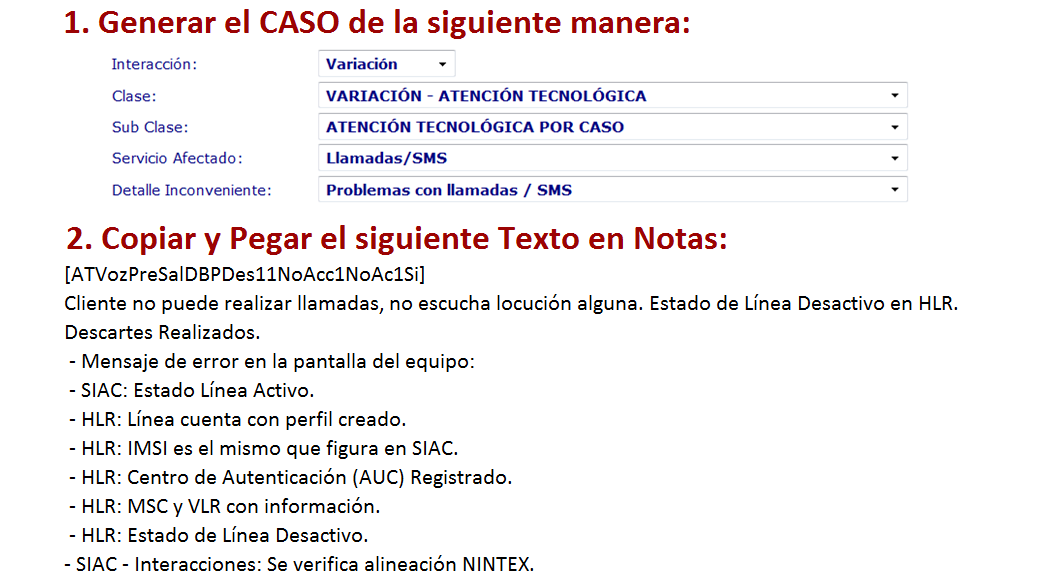 1. Generar el CASO de la siguiente manera:
Interacción: Variación
Clase: VARIACIÓN - ATENCIÓN TECNOLÓGICA
Sub Clase: ATENCIÓN TECNOLÓGICA POR CASO
Servicio Afectado: Llamadas/SMS
Detalle Inconveniente: Problemas con llamadas / SMS
2. Copiar y Pegar el siguiente Texto en Notas:
[ATVozPreSalDBPDes11NoAcc1NoAc1Si]
Cliente no puede realizar llamadas, no escucha locución alguna. Estado de Línea Desactivo en HLR.
Descartes Realizados.
- Mensaje de error en la pantalla del equipo:
- SIAC: Estado Línea Activo.
- HLR: Línea cuenta con perfil creado.
- HLR: IMSI es el mismo que figura en SIAC.
- HLR: Centro de Autenticación (AUC) Registrado.
- HLR: MSC y VLR con información.
- HLR: Estado de Línea Desactivo.
- SIAC - Interacciones: Se verifica alineación NINTEX.